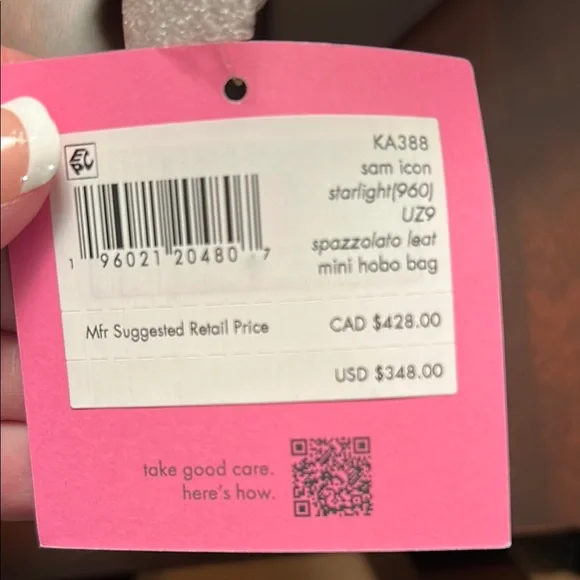 KA388
sam icon
starlight(960)
UZ9
spazzolato leat
mini hobo bag
1 96021 20480 7
Mfr Suggested Retail Price CAD $428.00
USD $348.00
take good care.
here's how.